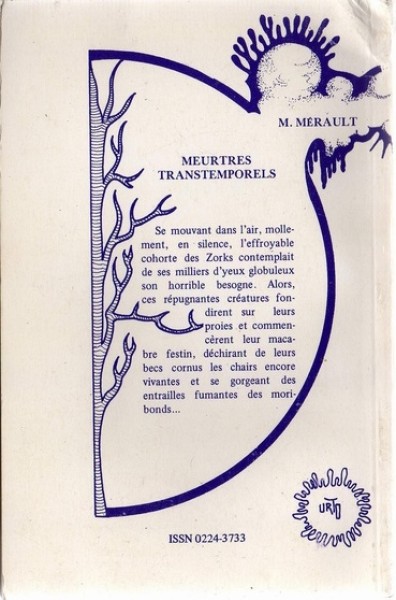 M. MÉRAULT
MEURTRES
TRANSTEMPORELS
Se mouvant dans l'air, molle-
ment, en silence, l'effroyable
cohorte des Zorks contemplait
de ses milliers d'yeux globuleux
son horrible besogne. Alors,
ces répugnantes créatures fon-
dirent sur leurs
proies et commen-
cèrent leur maca-
bre festin, déchirant de leurs
becs cornus les chairs encore
vivantes et se gorgeant des
entrailles fumantes des mori-
bonds...
URTO
ISSN 0224-3733